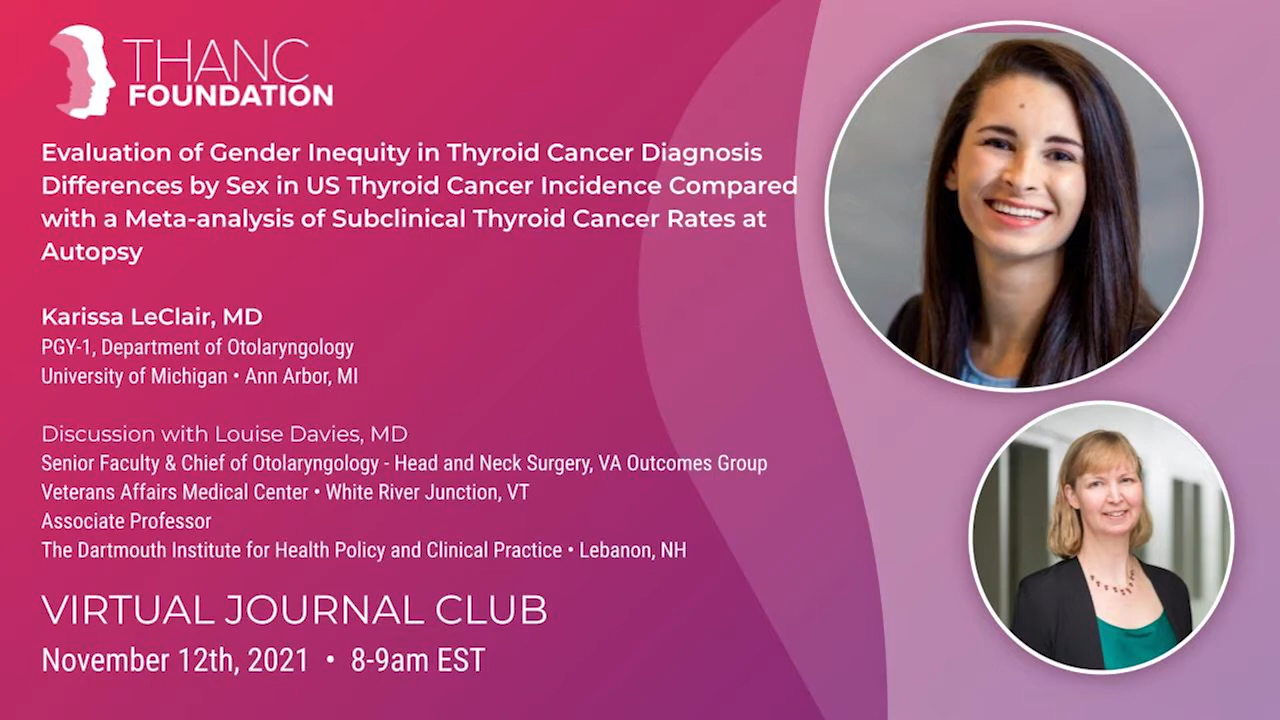 THANC
FOUNDATION
Evaluation of Gender Inequity in Thyroid Cancer Diagnosis
Differences by Sex in US Thyroid Cancer Incidence Compared
with a Meta-analysis of Subclinical Thyroid Cancer Rates at
Autopsy
Karissa LeClair, MD
PGY-1, Department of Otolaryngology
University of Michigan • Ann Arbor, MI
Discussion with Louise Davies, MD
Senior Faculty & Chief of Otolaryngology - Head and Neck Surgery, VA Outcomes Group
Veterans Affairs Medical Center • White River Junction, VT
Associate Professor
The Dartmouth Institute for Health Policy and Clinical Practice • Lebanon, NH
VIRTUAL JOURNAL CLUB
November 12th, 2021 • 8-9am EST